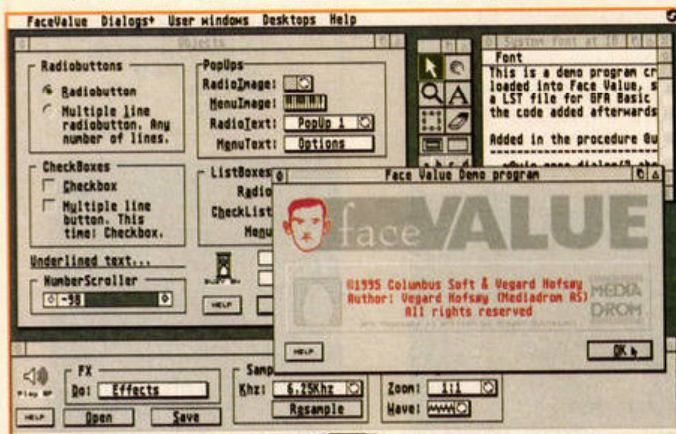 FaceValue Dialogs+ User windows Desktops Help
Objects
Radiobuttons
Radiobutton
Multiple line
radiobutton. Any
number of lines.
CheckBoxes
Checkbox
Multiple line
button. This
time: Checkbox.
Underlined text...
NumberScroller
-98
PopUps
RadioImage:
MenuImage:
RadioText: PopUp 1
MenuText: Options
ListBoxes
Radio
CheckList
Menu
HELP
System font at 10
Font
This is a demo program cr
loaded into Face Value, s
a LST file for GFA Basic
the code added afterwards
Added in the procedure @u
Face Value Demo program
face VALUE
©1995 Columbus Soft & Vegard Hofsøy
Author: Vegard Hofsøy (Mediadrom AS)
All rights reserved
MEDIA
DROM
HELP
OK
FX
Do: Effects
HELP
Open
Save
Samp
Khz: 6.25Khz
Resample
Zoom: 1:1
Wave: